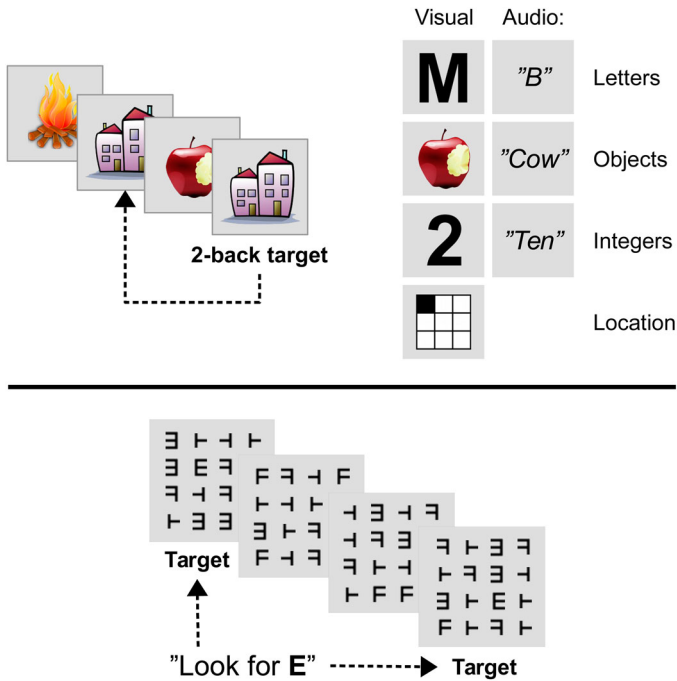 Visual Audio:
M ”B” Letters
”Cow” Objects
2 ”Ten” Integers
Location
2-back target
Target
”Look for E”
Target